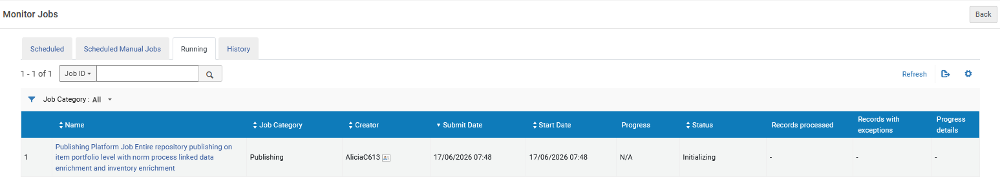 Monitor Jobs
Back
Scheduled
Scheduled Manual Jobs
Running
History
1 - 1 of 1
Job ID
Refresh
Job Category : All
Name
Job Category
Creator
Submit Date
Start Date
Progress
Status
Records processed
Records with
exceptions
Progress
details
1
Publishing Platform Job Entire repository publishing on
item portfolio level with norm process linked data
enrichment and inventory enrichment
Publishing
AliciaC613
17/06/2026 07:48
17/06/2026 07:48
N/A
Initializing
-
-
-